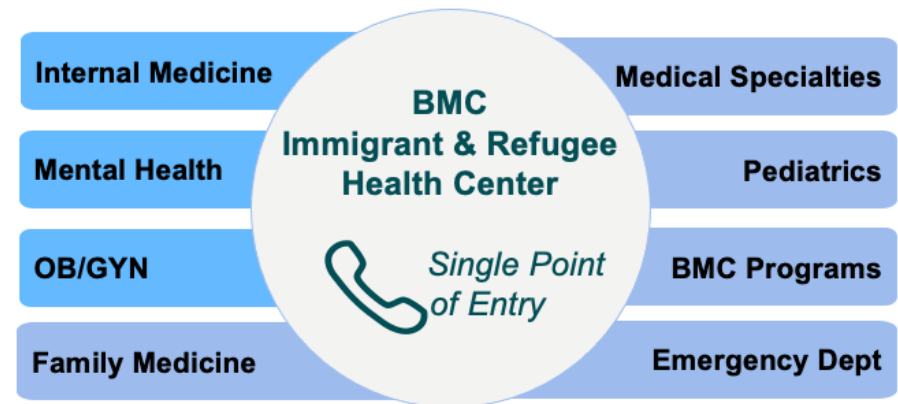 Internal Medicine
Mental Health
OB/GYN
Family Medicine
BMC
Immigrant & Refugee
Health Center
Single Point
of Entry
Medical Specialties
Pediatrics
BMC Programs
Emergency Dept